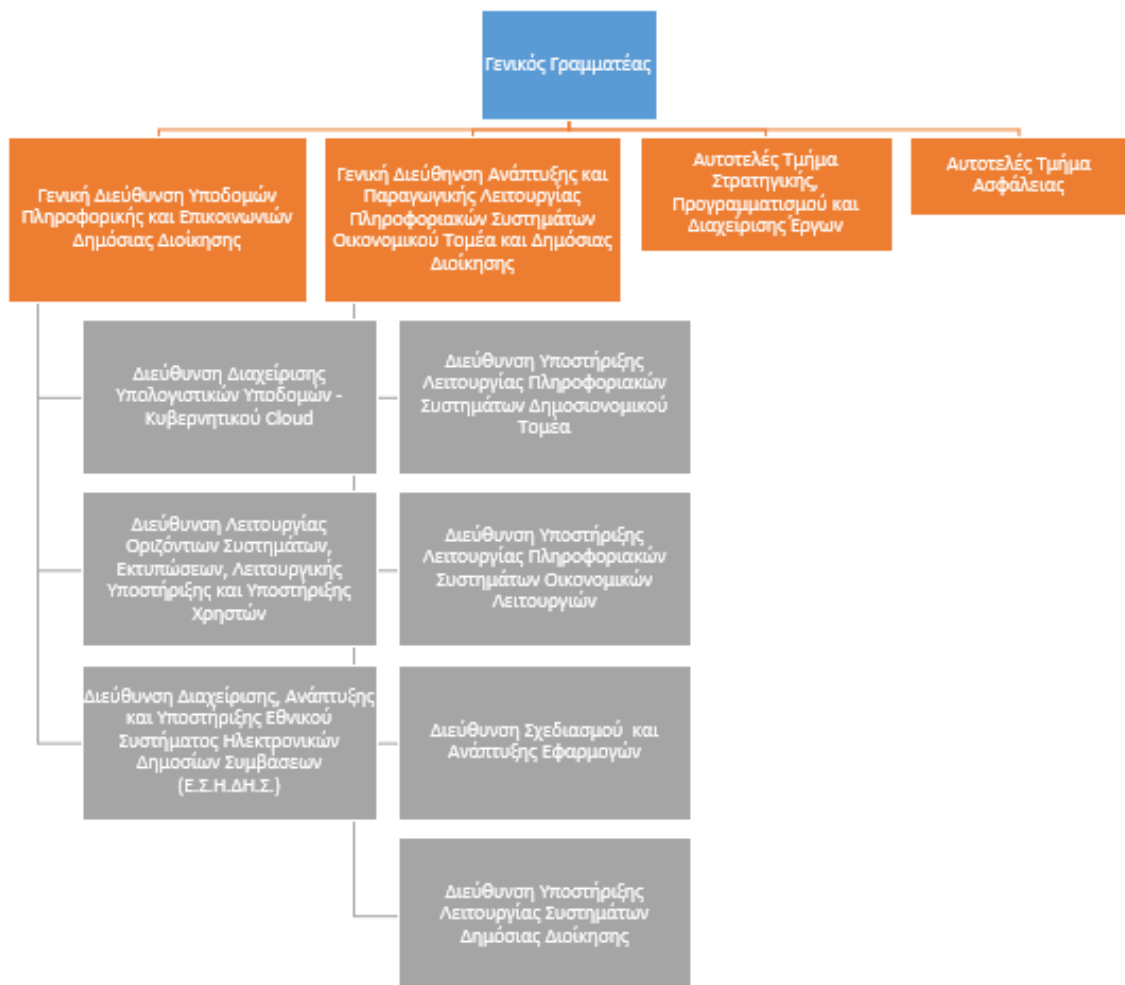 Γενικός Γραμματέας
Γενική Διεύθυνση Υποδομών
Πληροφορικής και Επικοινωνιών
Δημόσιας Διοίκησης
Γενική Διεύθηνση Ανάπτυξης και
Παραγωγικής Λειτουργίας
Πληροφοριακών Συστημάτων
Οικονομικού Τομέα και Δημόσιας
Διοίκησης
Αυτοτελές Τμήμα
Στρατηγικής,
Προγραμματισμού και
Διαχείρισης Έργων
Αυτοτελές Τμήμα
Ασφάλειας
Διεύθυνση Διαχείρισης
Υπολογιστικών Υποδομών -
Κυβερνητικού Cloud
Διεύθυνση Λειτουργίας
Οριζόντιων Συστημάτων,
Εκτυπώσεων, Λειτουργικής
Υποστήριξης και Υποστήριξης
Χρηστών
Διεύθυνση Διαχείρισης, Ανάπτυξης
και Υποστήριξης Εθνικού
Συστήματος Ηλεκτρονικών
Δημοσίων Συμβάσεων
(Ε.Σ.Η.ΔΗ.Σ.)
Διεύθυνση Υποστήριξης
Λειτουργίας Πληροφοριακών
Συστημάτων Δημοσιονομικού
Τομέα
Διεύθυνση Υποστήριξης
Λειτουργίας Πληροφοριακών
Συστημάτων Οικονομικών
Λειτουργιών
Διεύθυνση Σχεδιασμού και
Ανάπτυξης Εφαρμογών
Διεύθυνση Υποστήριξης
Λειτουργίας Συστημάτων
Δημόσιας Διοίκησης